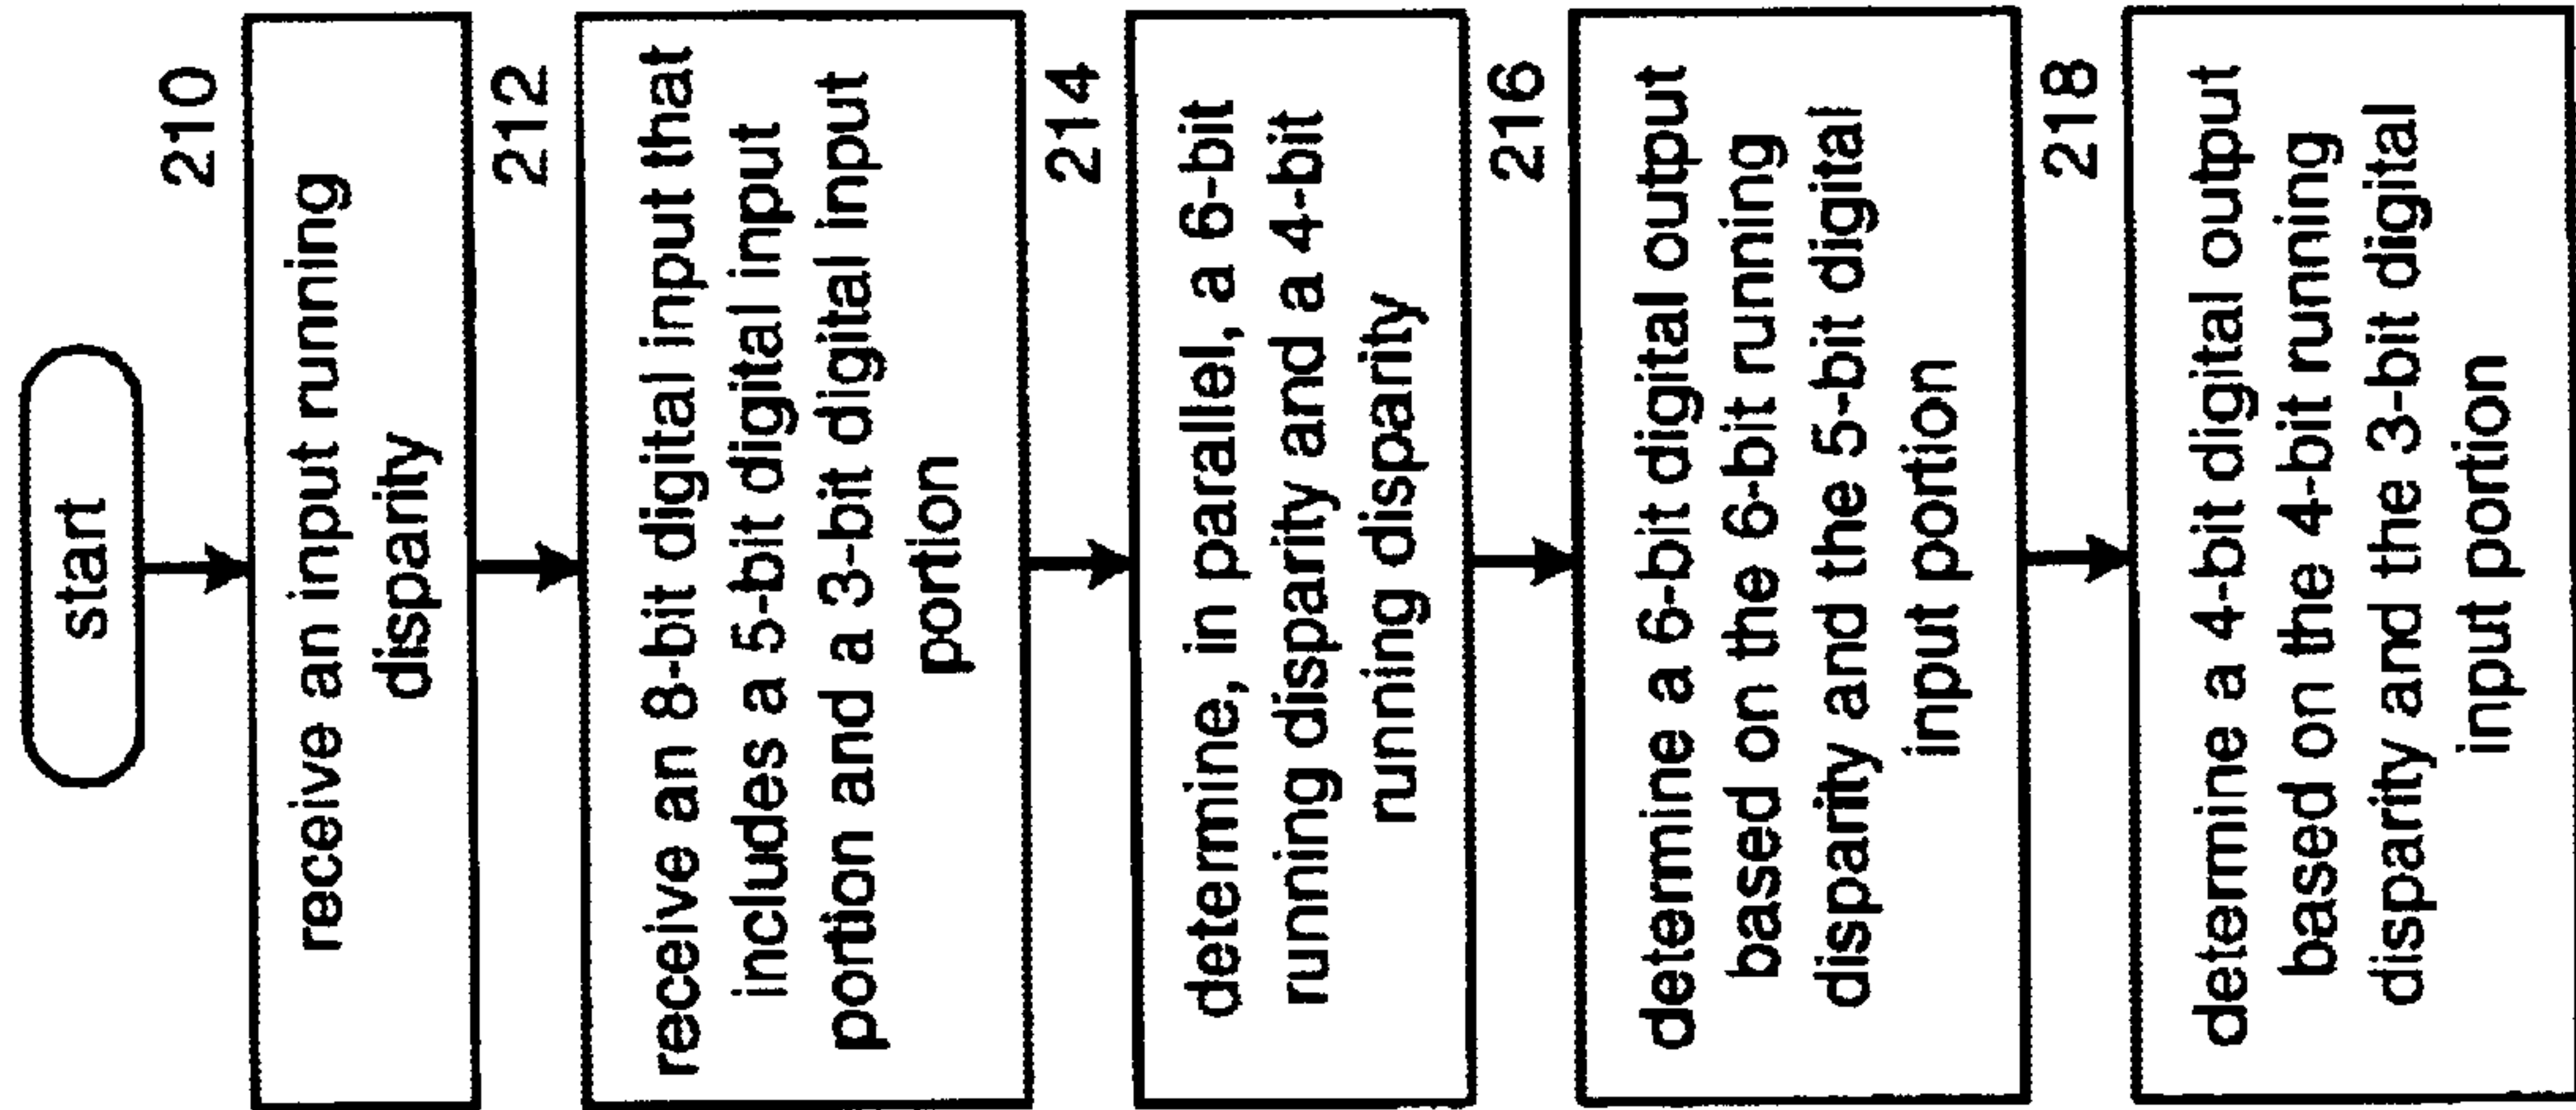 start
210
receive an input running
disparity
212
receive an 8-bit digital input that
includes a 5-bit digital input
portion and a 3-bit digital input
portion
214
determine, in parallel, a 6-bit
running disparity and a 4-bit
running disparity
216
determine a 6-bit digital output
based on the 6-bit running
disparity and the 5-bit digital
input portion
218
determine a 4-bit digital output
based on the 4-bit running
disparity and the 3-bit digital
input portion